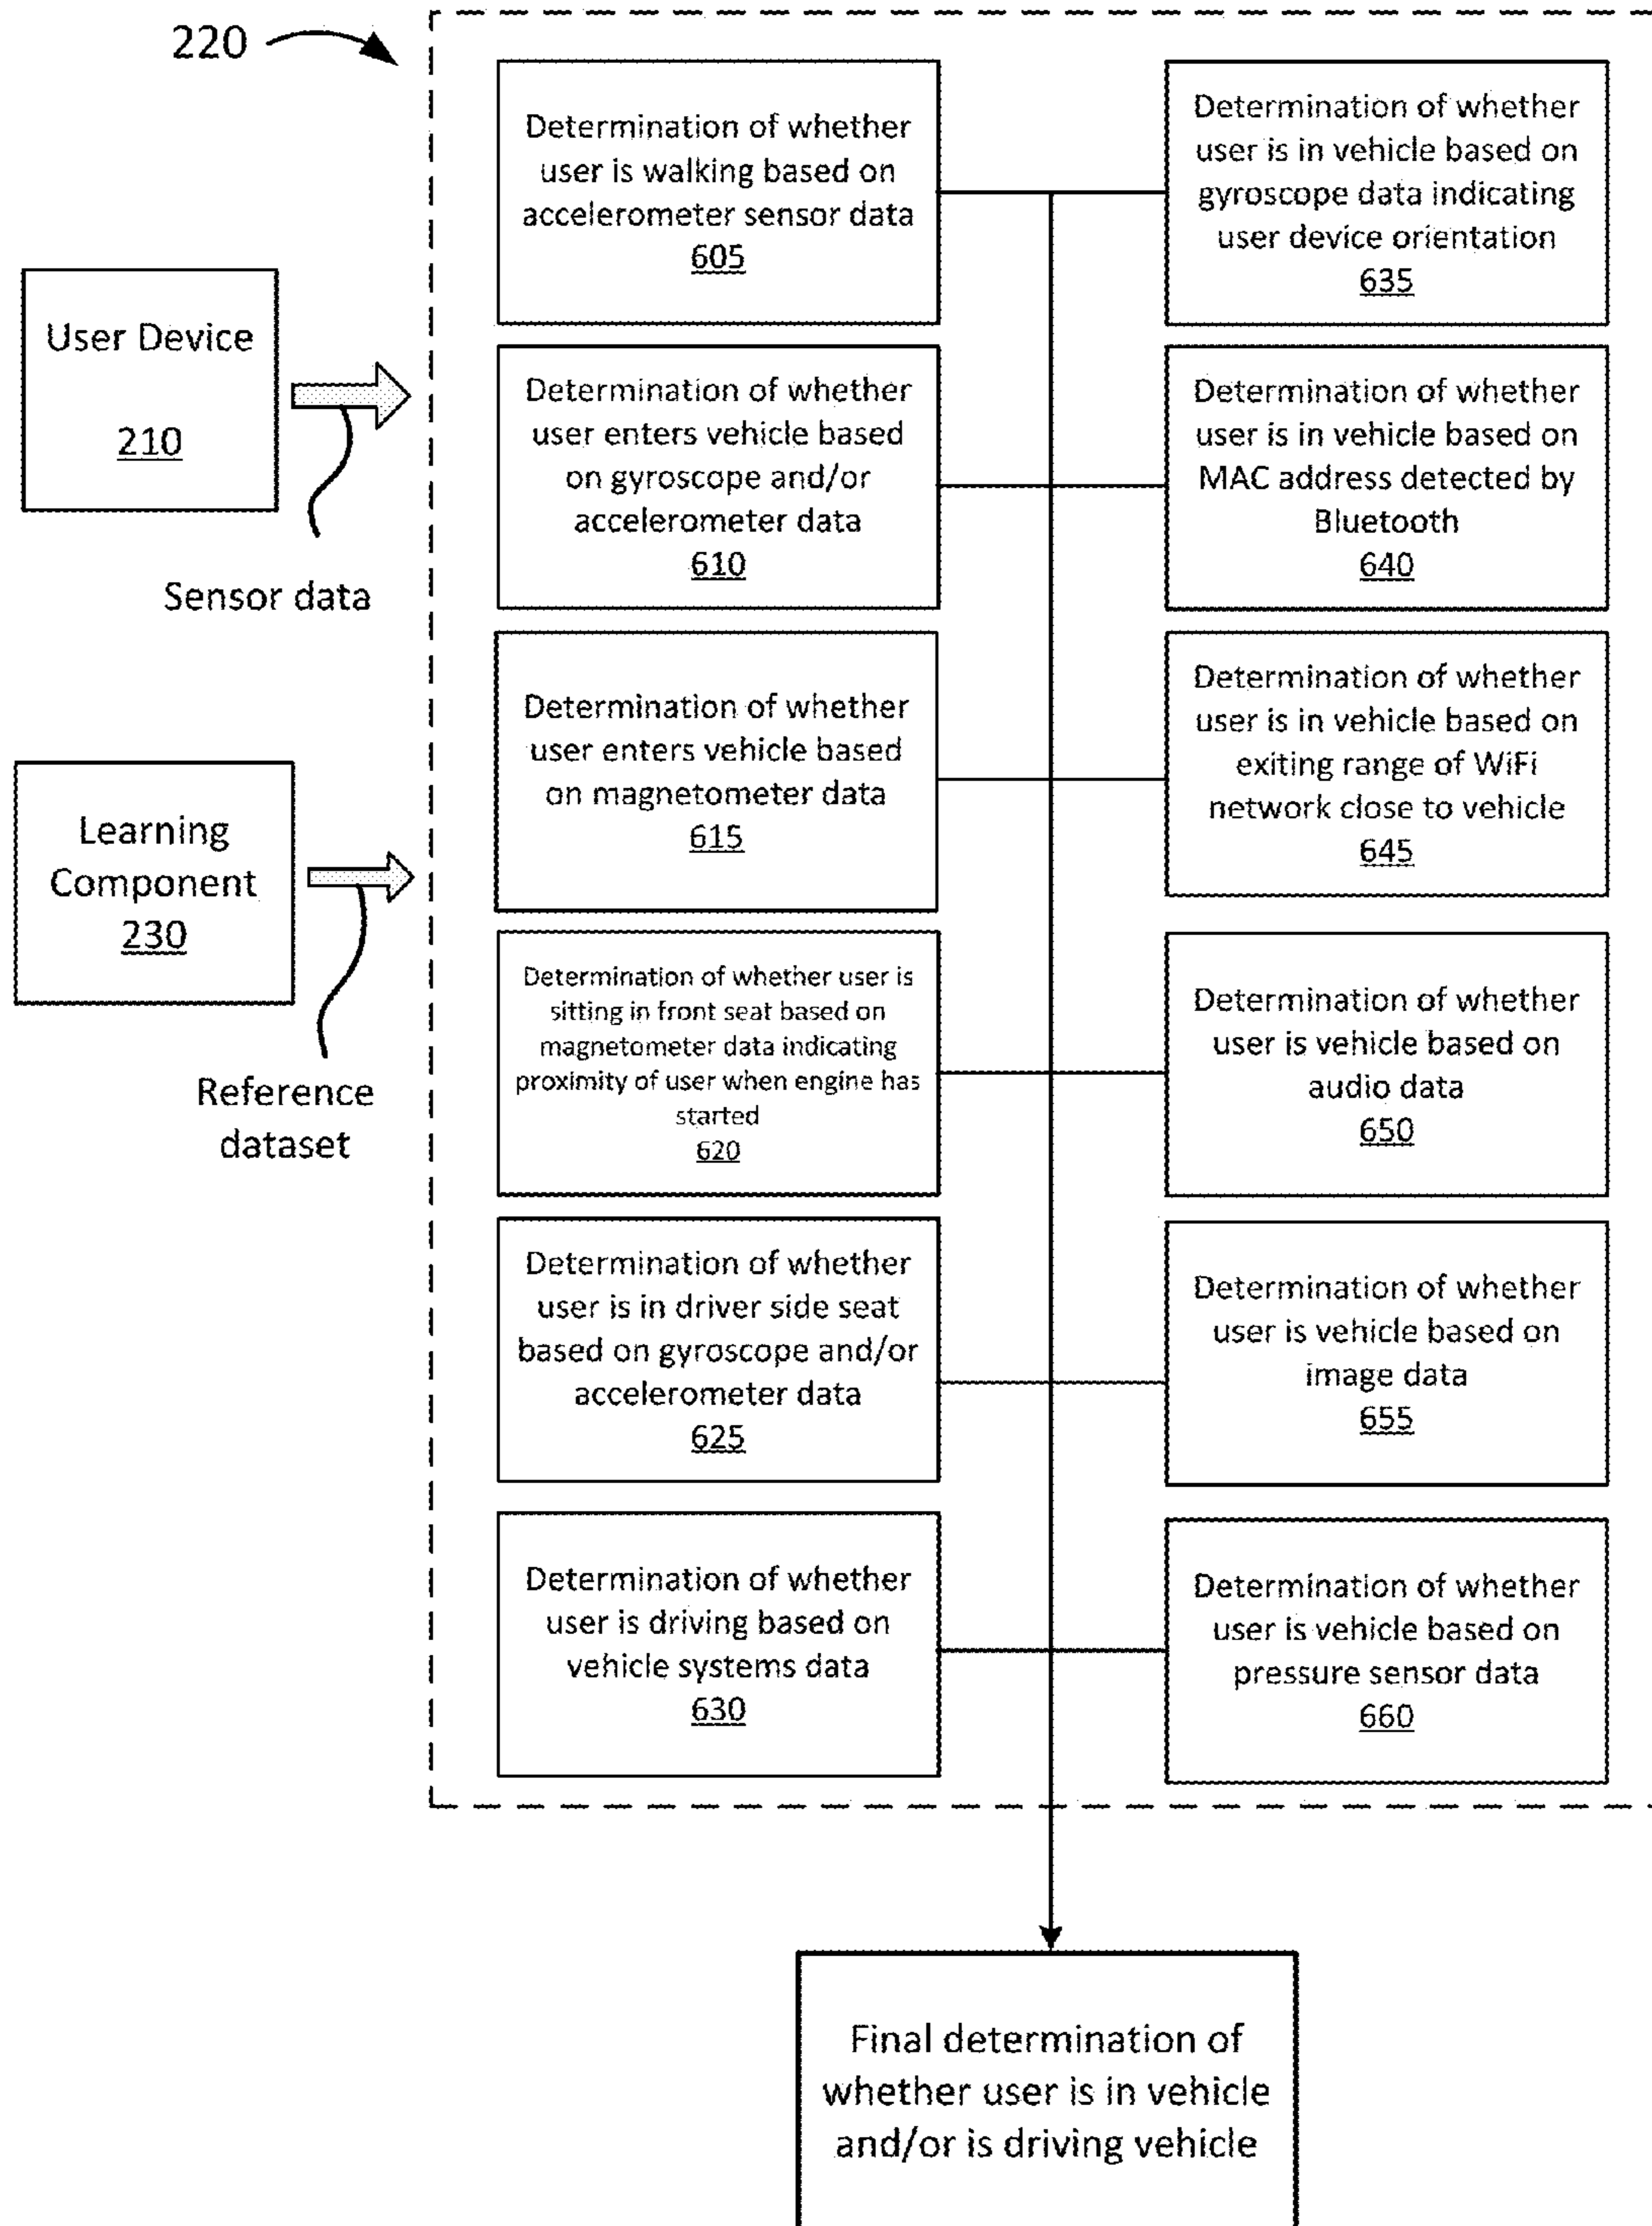 220
User Device
210
Sensor data
Learning
Component
230
Reference
dataset
Determination of whether
user is walking based on
accelerometer sensor data
605
Determination of whether
user enters vehicle based
on gyroscope and/or
accelerometer data
610
Determination of whether
user enters vehicle based
on magnetometer data
615
Determination of whether user is
sitting in front seat based on
magnetometer data indicating
proximity of user when engine has
started
620
Determination of whether
user is in driver side seat
based on gyroscope and/or
accelerometer data
625
Determination of whether
user is driving based on
vehicle systems data
630
Determination of whether
user is in vehicle based on
gyroscope data indicating
user device orientation
635
Determination of whether
user is in vehicle based on
MAC address detected by
Bluetooth
640
Determination of whether
user is in vehicle based on
exiting range of WiFi
network close to vehicle
645
Determination of whether
user is vehicle based on
audio data
650
Determination of whether
user is vehicle based on
image data
655
Determination of whether
user is vehicle based on
pressure sensor data
660
Final determination of
whether user is in vehicle
and/or is driving vehicle